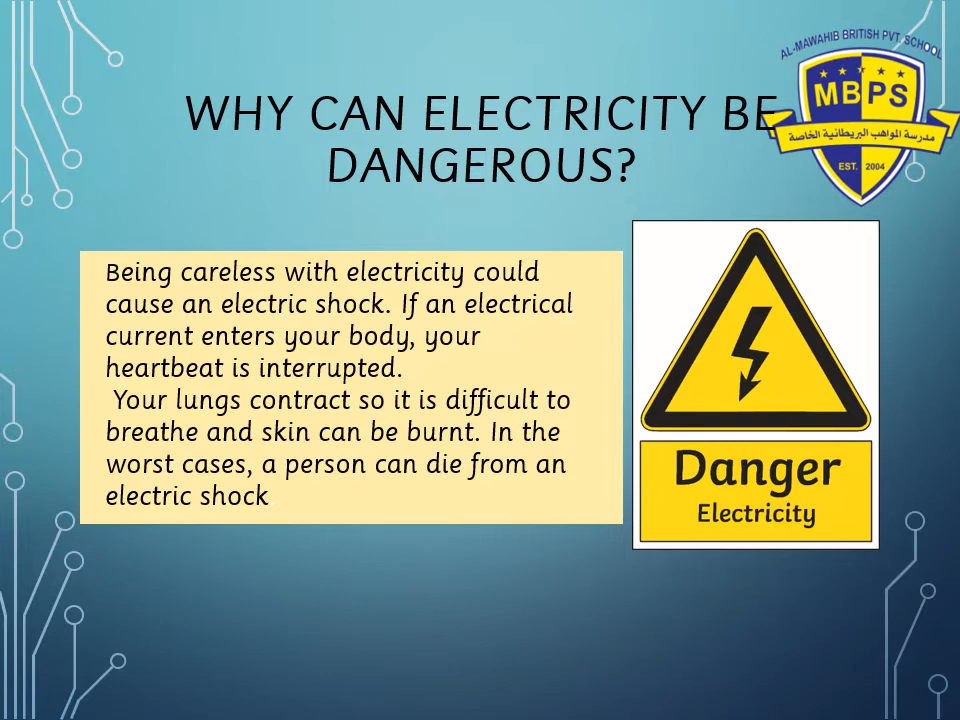 AL-MAWAHIB BRITISH PVT. SCHOOL
MBPS
مدرسة المواهب البريطانية الخاصة
EST. 2004
WHY CAN ELECTRICITY BE
DANGEROUS?
Being careless with electricity could
cause an electric shock. If an electrical
current enters your body, your
heartbeat is interrupted.
Your lungs contract so it is difficult to
breathe and skin can be burnt. In the
worst cases, a person can die from an
electric shock
Danger
Electricity